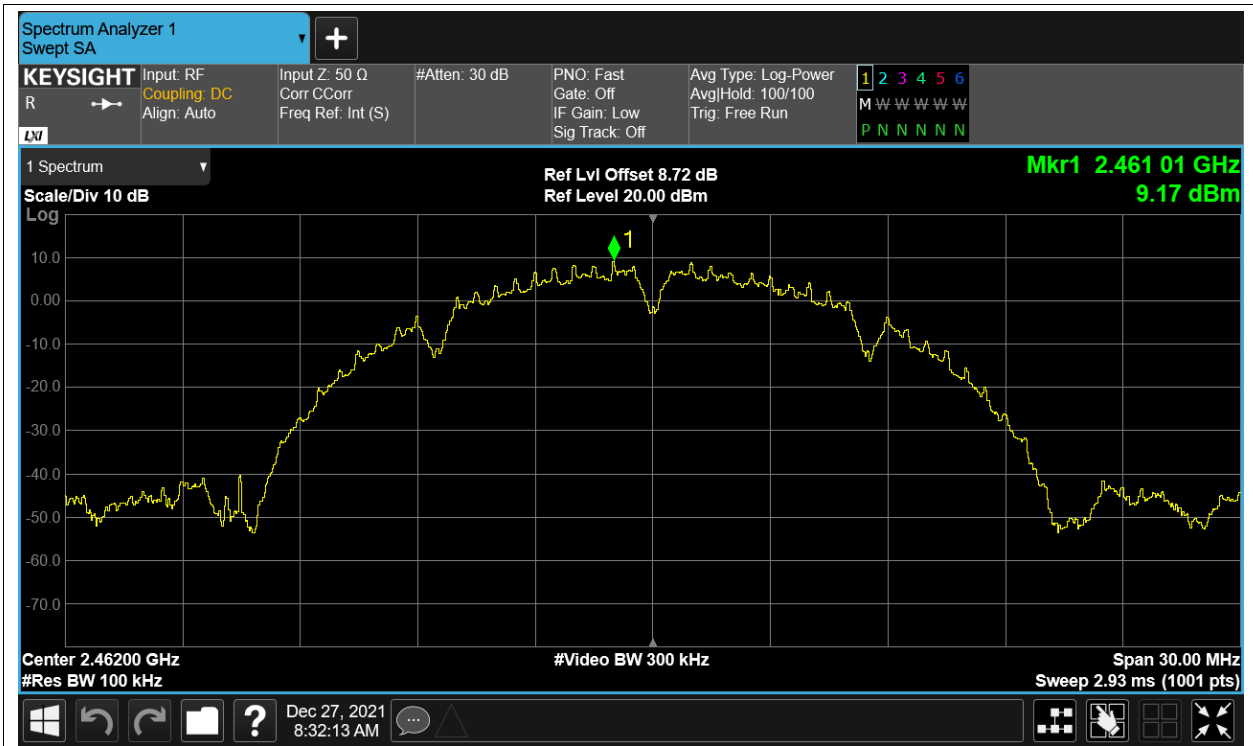 Spectrum Analyzer 1
Swept SA
+
KEYSIGHT
R
LXI
Input: RF
Coupling: DC
Align: Auto
Input Z: 50 Ω
Corr CCorr
Freq Ref: Int (S)
#Atten: 30 dB
PNO: Fast
Gate: Off
IF Gain: Low
Sig Track: Off
Avg Type: Log-Power
Avg|Hold: 100/100
Trig: Free Run
1 2 3 4 5 6
M W W W W W
P N N N N N
1 Spectrum
Scale/Div 10 dB
Log
Ref Lvl Offset 8.72 dB
Ref Level 20.00 dBm
Mkr1 2.461 01 GHz
9.17 dBm
1
10.0
0.00
-10.0
-20.0
-30.0
-40.0
-50.0
-60.0
-70.0
Center 2.46200 GHz
#Res BW 100 kHz
#Video BW 300 kHz
Span 30.00 MHz
Sweep 2.93 ms (1001 pts)
?
Dec 27, 2021
8:32:13 AM